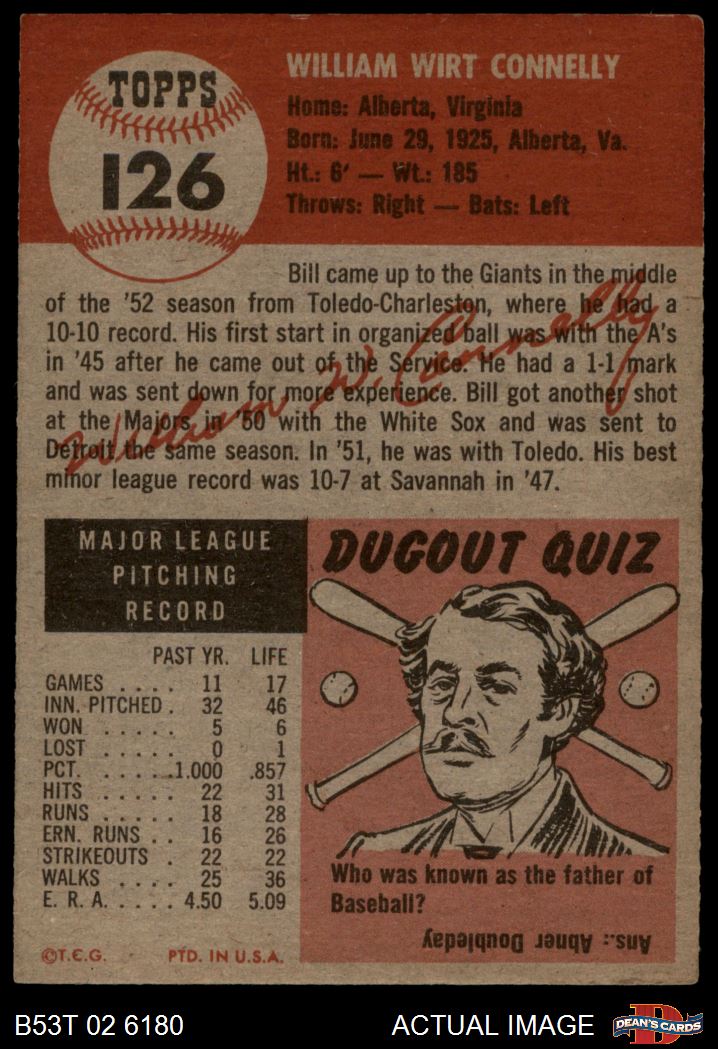 TOPPS
126
WILLIAM WIRT CONNELLY
Home: Alberta, Virginia
Born: June 29, 1925, Alberta, Va.
Ht.: 6' — Wt.: 185
Throws: Right — Bats: Left
Bill came up to the Giants in the middle
of the '52 season from Toledo-Charleston, where he had a
10-10 record. His first start in organized ball was with the A's
in '45 after he came out of the Service. He had a 1-1 mark
and was sent down for more experience. Bill got another shot
at the Majors in '50 with the White Sox and was sent to
Detroit the same season. In '51, he was with Toledo. His best
minor league record was 10-7 at Savannah in '47.
William W. Connelly
MAJOR LEAGUE
PITCHING
RECORD
PAST YR. LIFE
GAMES . . . . 11 17
INN. PITCHED . 32 46
WON . . . . . 5 6
LOST . . . . . 0 1
PCT. . . . . . 1.000 .857
HITS . . . . . 22 31
RUNS . . . . . 18 28
ERN. RUNS . . 16 26
STRIKEOUTS . 22 22
WALKS . . . . 25 36
E. R. A. . . . . 4.50 5.09
©T.C.G. PTD. IN U.S.A.
DUGOUT QUIZ
Who was known as the father of
Baseball?
Ans.: Abner Doubleday
B53T 02 6180
ACTUAL IMAGE
D
DEAN'S CARDS